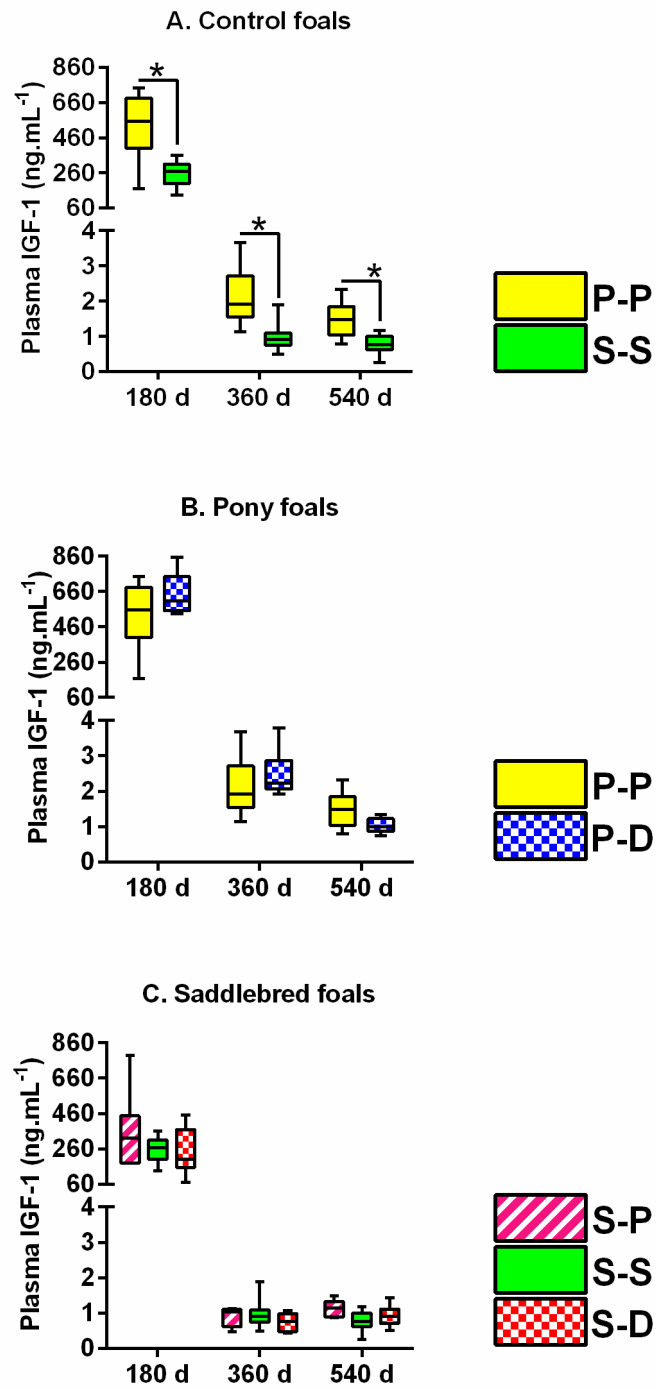 A. Control foals
Plasma IGF-1 (ng.mL-1)
860
660
460
260
60
4
3
2
1
0
*
*
*
180 d 360 d 540 d
P-P
S-S
B. Pony foals
Plasma IGF-1 (ng.mL-1)
860
660
460
260
60
4
3
2
1
0
180 d 360 d 540 d
P-P
P-D
C. Saddlebred foals
Plasma IGF-1 (ng.mL-1)
860
660
460
260
60
4
3
2
1
0
180 d 360 d 540 d
S-P
S-S
S-D